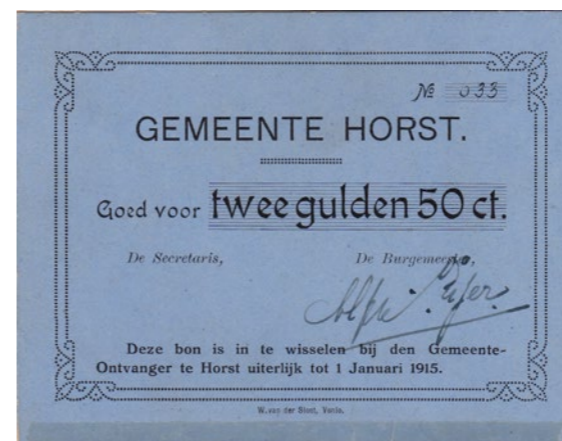 № 033
GEMEENTE HORST.
Goed voor twee gulden 50 ct.
De Secretaris, De Burgemeester,
Deze bon is in te wisselen bij den Gemeente-
Ontvanger te Horst uiterlijk tot 1 Januari 1915.
W. van der Sloot, Venlo.